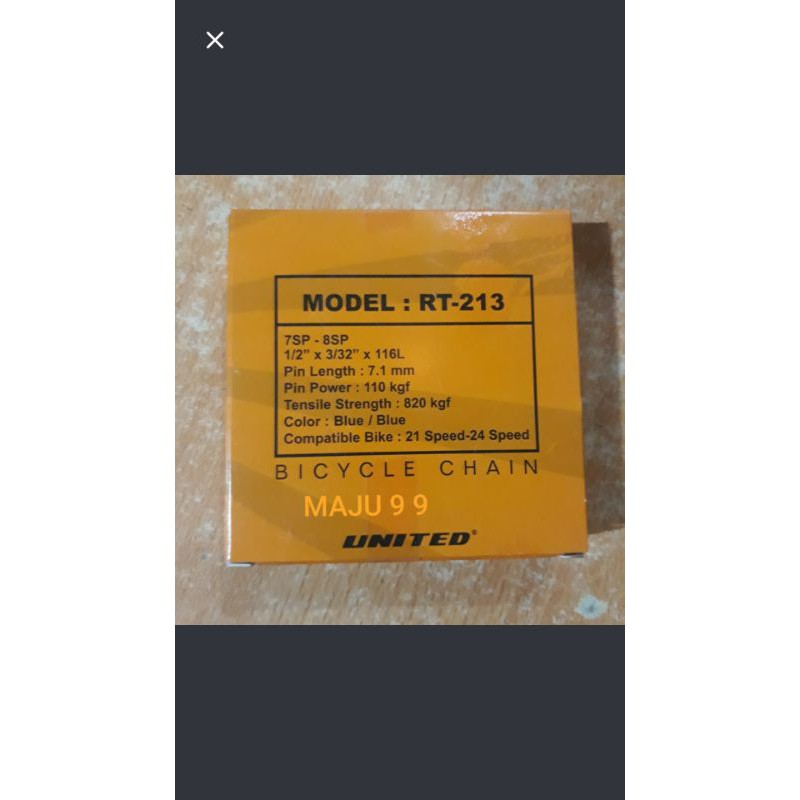 MODEL : RT-213
7SP - 8SP
1/2” x 3/32” x 116L
Pin Length : 7.1 mm
Pin Power : 110 kgf
Tensile Strength : 820 kgf
Color : Blue / Blue
Compatible Bike : 21 Speed-24 Speed
BICYCLE CHAIN
MAJU 9 9
UNITED®